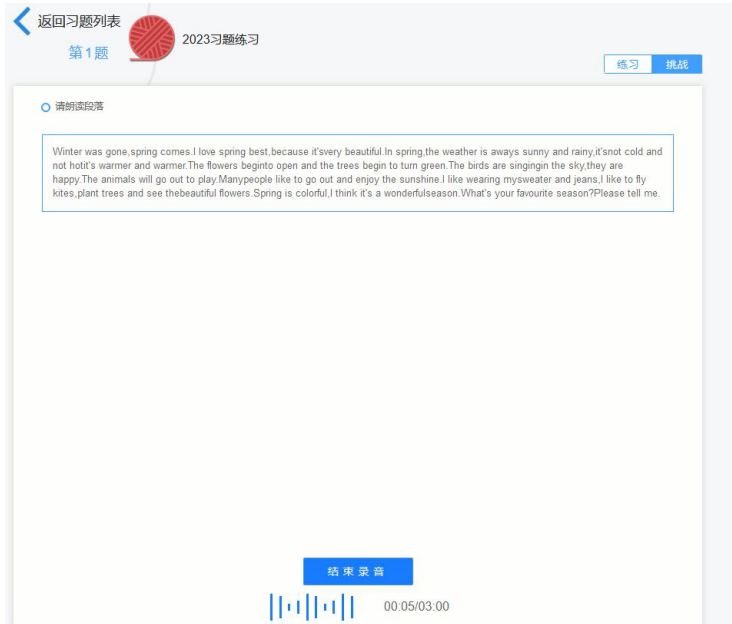 返回习题列表
第1题
2023习题练习
练习 挑战
请朗读段落
Winter was gone,spring comes.I love spring best,because it'svery beautiful.In spring,the weather is aways sunny and rainy,it'snot cold and
not hotit's warmer and warmer.The flowers beginto open and the trees begin to turn green.The birds are singingin the sky,they are
happy.The animals will go out to play.Manypeople like to go out and enjoy the sunshine.I like wearing mysweater and jeans,I like to fly
kites,plant trees and see thebeautiful flowers.Spring is colorful,I think it's a wonderfulseason.What's your favourite season?Please tell me.
结束录音
00:05/03:00